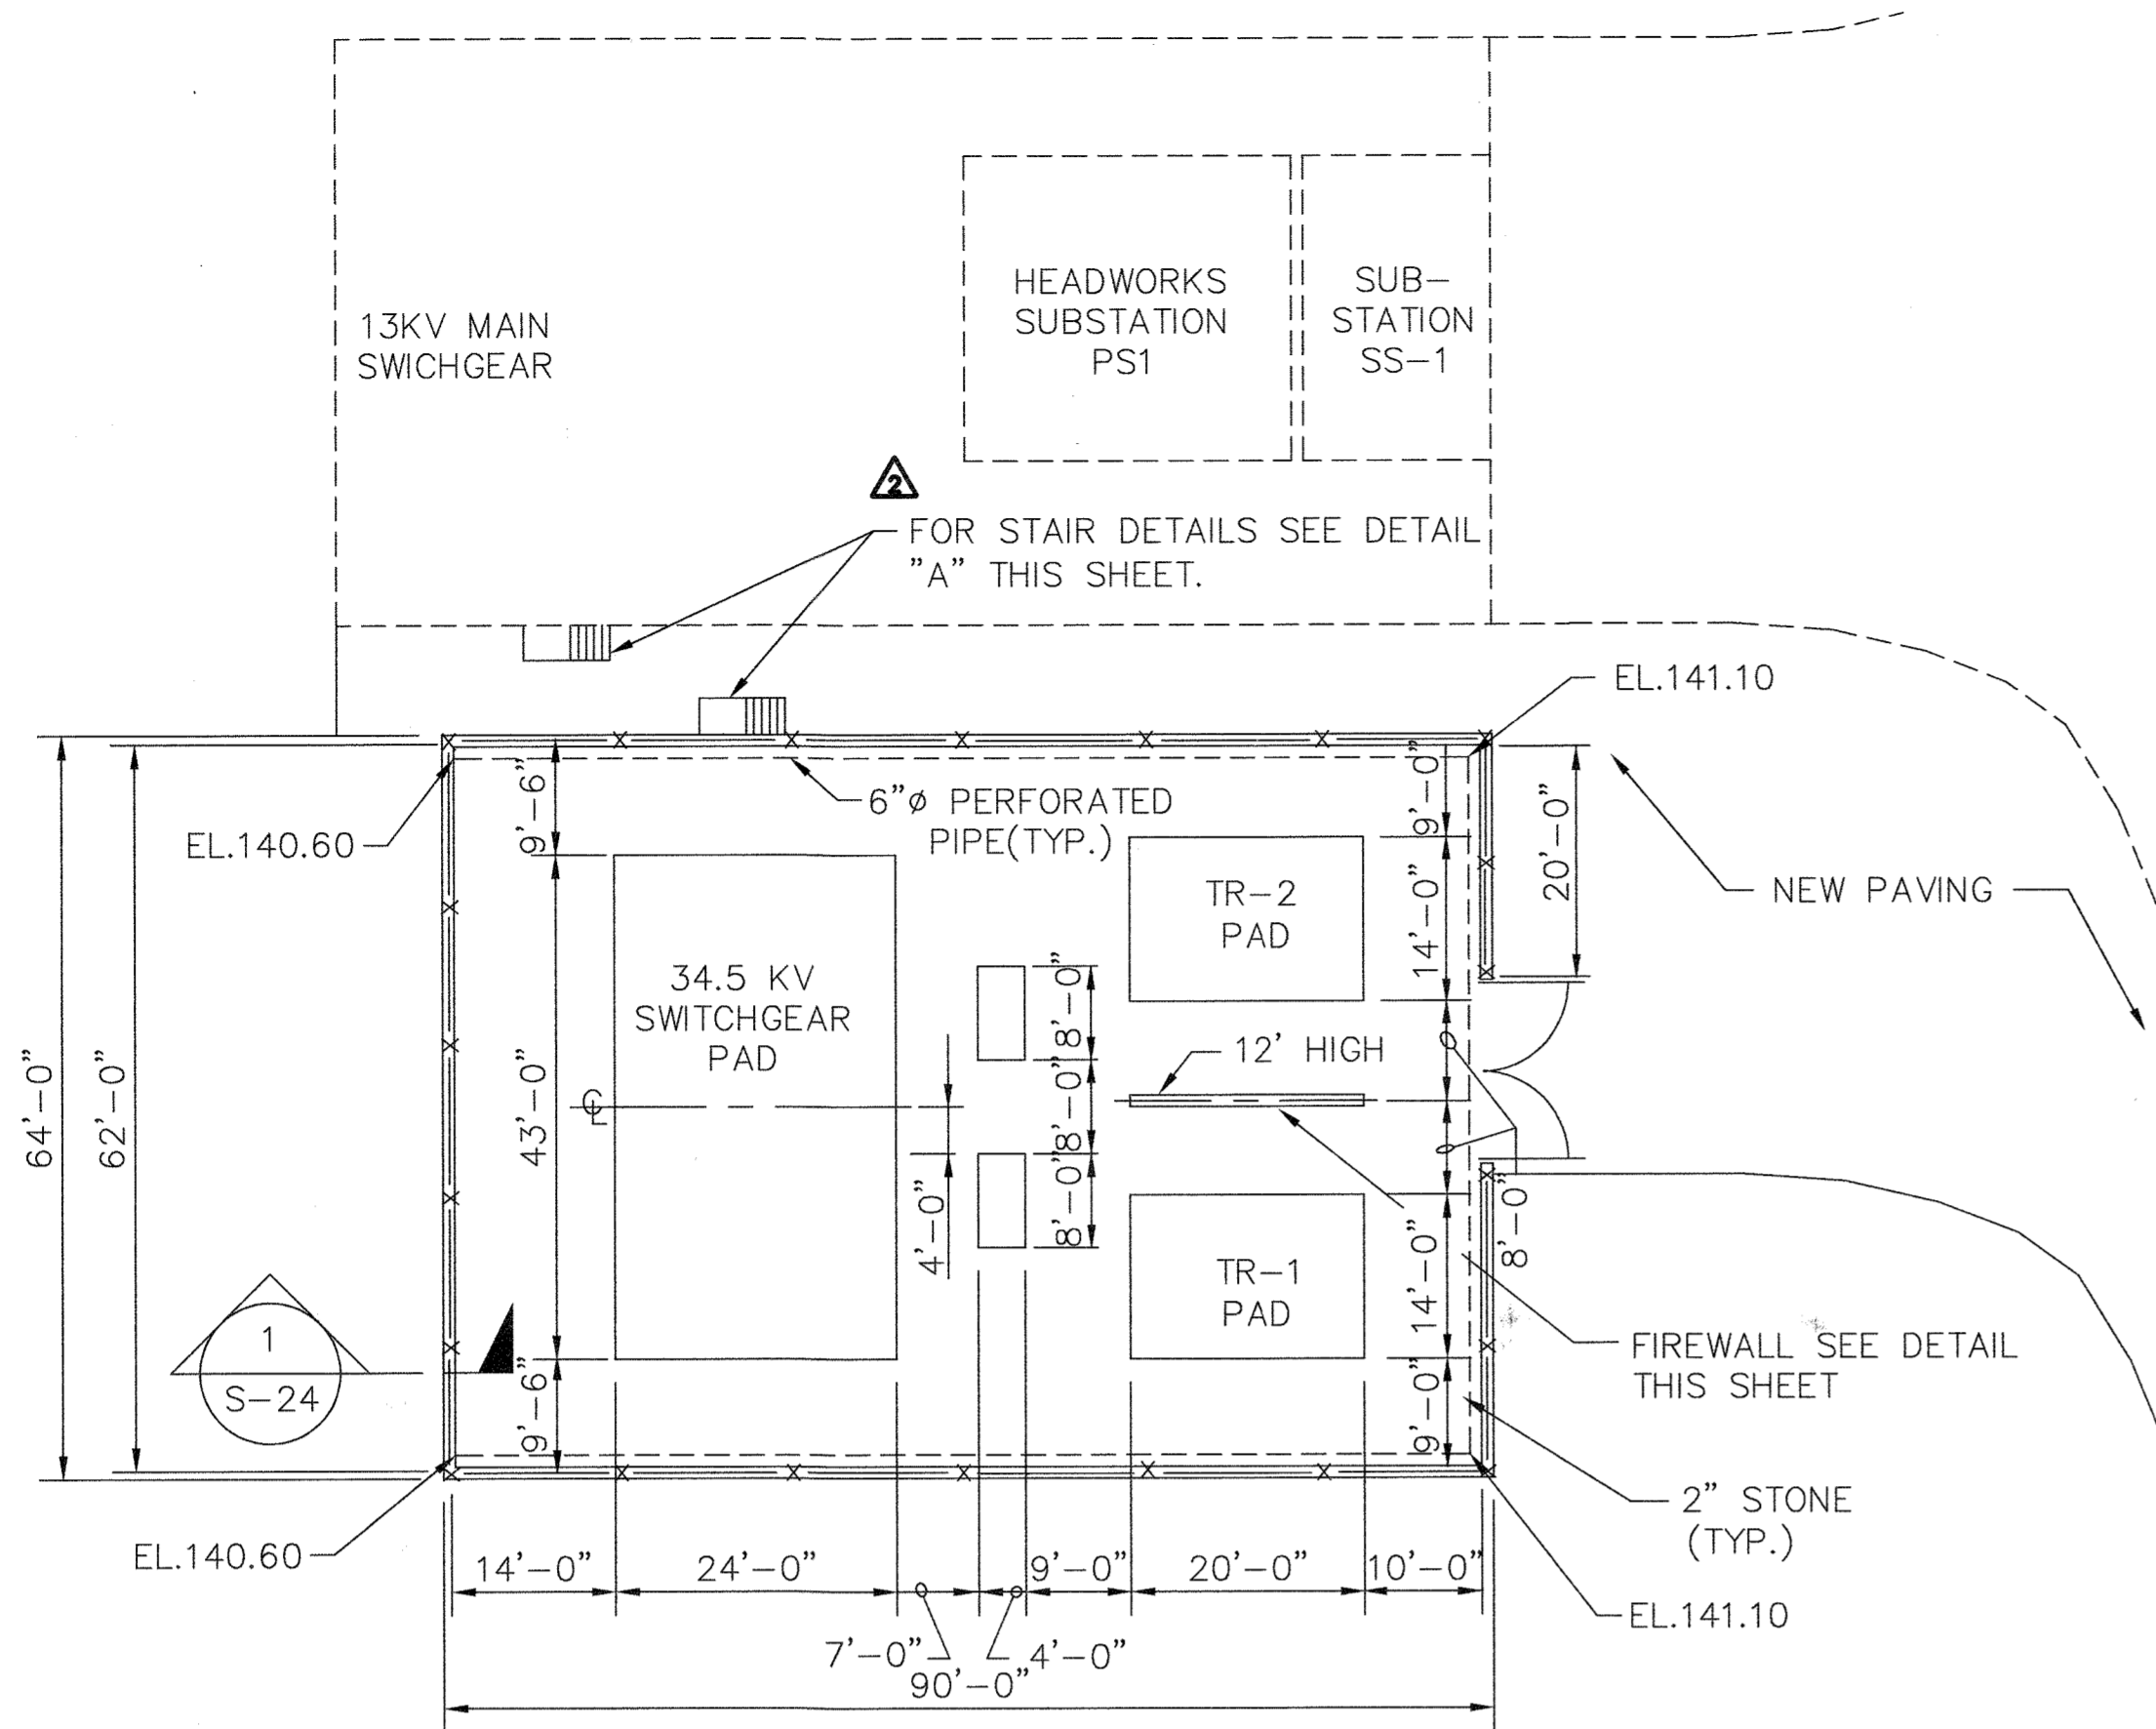 13KV MAIN
SWICHGEAR
HEADWORKS
SUBSTATION
PS1
SUB-
STATION
SS-1
2
FOR STAIR DETAILS SEE DETAIL
"A" THIS SHEET.
EL.141.10
EL.140.60
6"ø PERFORATED
PIPE(TYP.)
9'-6"
9'-0"
20'-0"
NEW PAVING
TR-2
PAD
14'-0"
34.5 KV
SWITCHGEAR
PAD
8'-0"
12' HIGH
64'-0"
62'-0"
43'-0"
℄
8'-0"
4'-0"
8'-0"
8'-0"
TR-1
PAD
14'-0"
1
S-24
FIREWALL SEE DETAIL
THIS SHEET
9'-6"
9'-0"
2" STONE
(TYP.)
EL.140.60
EL.141.10
14'-0"
24'-0"
9'-0"
20'-0"
10'-0"
7'-0"
4'-0"
90'-0"